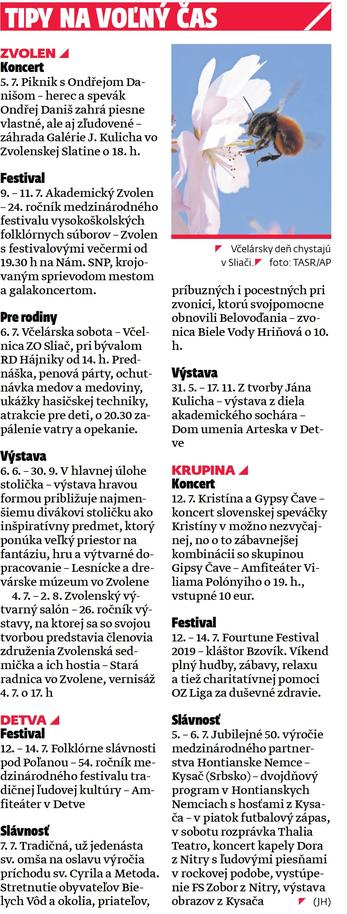 TIPY NA VOĽNÝ ČAS
ZVOLEN
Koncert
5. 7. Piknik s Ondřejom Da-
nišom – herec a spevák
Ondřej Daniš zahrá piesne
vlastné, ale aj zľudovené –
záhrada Galérie J. Kulicha vo
Zvolenskej Slatine o 18. h.
Festival
9. – 11. 7. Akademický Zvolen
– 24. ročník medzinárodného
festivalu vysokoškolských
folklórnych súborov – Zvolen
s festivalovými večermi od
19.30 h na Nám. SNP, krojo-
vaným sprievodom mestom
a galakoncertom.
Pre rodiny
6. 7. Včelárska sobota – Včel-
nica ZO Sliač, pri bývalom
RD Hájniky od 14. h. Pred-
náška, penová párty, ochut-
návka medov a medoviny,
ukážky hasičskej techniky,
atrakcie pre deti, o 20.30 za-
pálenie vatry a opekanie.
Výstava
6. 6. – 30. 9. V hlavnej úlohe
stolička – výstava hravou
formou približuje najmen-
šiemu divákovi stoličku ako
inšpiratívny predmet, ktorý
ponúka veľký priestor na
fantáziu, hru a výtvarné do-
pracovanie – Lesnícke a dre-
várske múzeum vo Zvolene
4. 7. – 2. 8. Zvolenský vý-
tvarný salón – 26. ročník vý-
stavy, na ktorej sa so svojou
tvorbou predstavia členovia
združenia Zvolenská sed-
mička a ich hostia – Stará
radnica vo Zvolene, vernisáž
4. 7. o 17. h
DETVA
Festival
12. – 14. 7. Folklórne slávnosti
pod Poľanou – 54. ročník me-
dzinárodného festivalu tra-
dičnej ľudovej kultúry – Am-
fiteáter v Detve
Slávnosť
7. 7. Tradičná, už jedenásta
sv. omša na oslavu výročia
príchodu sv. Cyrila a Metoda.
Stretnutie obyvateľov Bie-
lych Vôd a okolia, priateľov,
Včelársky deň chystajú
v Sliači. foto: TASR/AP
príbuzných i pocestných pri
zvonici, ktorú svojpomocne
obnovili Belovoďania – zvo-
nica Biele Vody Hriňová o 10.
h.
Výstava
31. 5. – 17. 11. Z tvorby Jána
Kulicha – výstava z diela
akademického sochára –
Dom umenia Arteska v Det-
ve
KRUPINA
Koncert
12. 7. Kristína a Gypsy Čave –
koncert slovenskej speváčky
Kristíny v možno nezvyčaj-
nej, no o to zábavnejšej
kombinácii so skupinou
Gipsy Čave – Amfiteáter Vi-
liama Polónyiho o 19. h.,
vstupné 10 eur.
Festival
12. – 14. 7. Fourtune Festival
2019 – kláštor Bzovík. Víkend
plný hudby, zábavy, relaxu
a tiež charitatívnej pomoci
OZ Liga za duševné zdravie.
Slávnosť
5. – 6. 7. Jubilejné 50. výročie
medzinárodného partner-
stva Hontianske Nemce –
Kysač (Srbsko) – dvojdňový
program v Hontianskych
Nemciach s hosťami z Kysa-
ča – v piatok futbalový zápas,
v sobotu rozprávka Thalia
Teatro, koncert kapely Dora
z Nitry s ľudovými piesňami
v rockovej podobe, vystúpe-
nie FS Zobor z Nitry, výstava
obrazov z Kysača (JH)